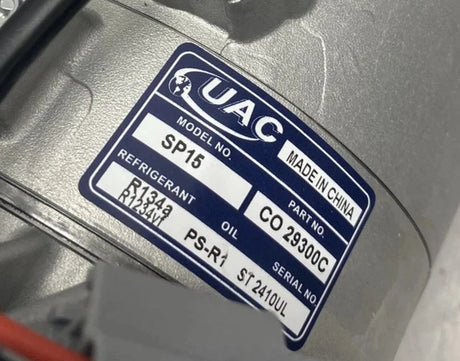 UAC
MADE IN CHINA
MODEL NO.
PART NO.
SP15
CO 29300C
REFRIGERANT
OIL
SERIAL NO.
R134a
R1234yf
PS-R1
ST 2410UL